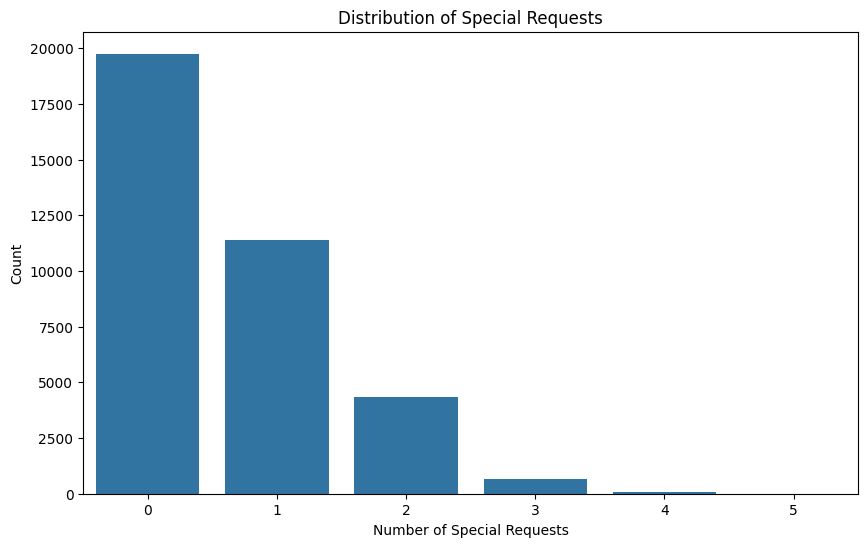 Distribution of Special Requests
20000
17500
15000
12500
10000
7500
5000
2500
0
Count
0 1 2 3 4 5
Number of Special Requests